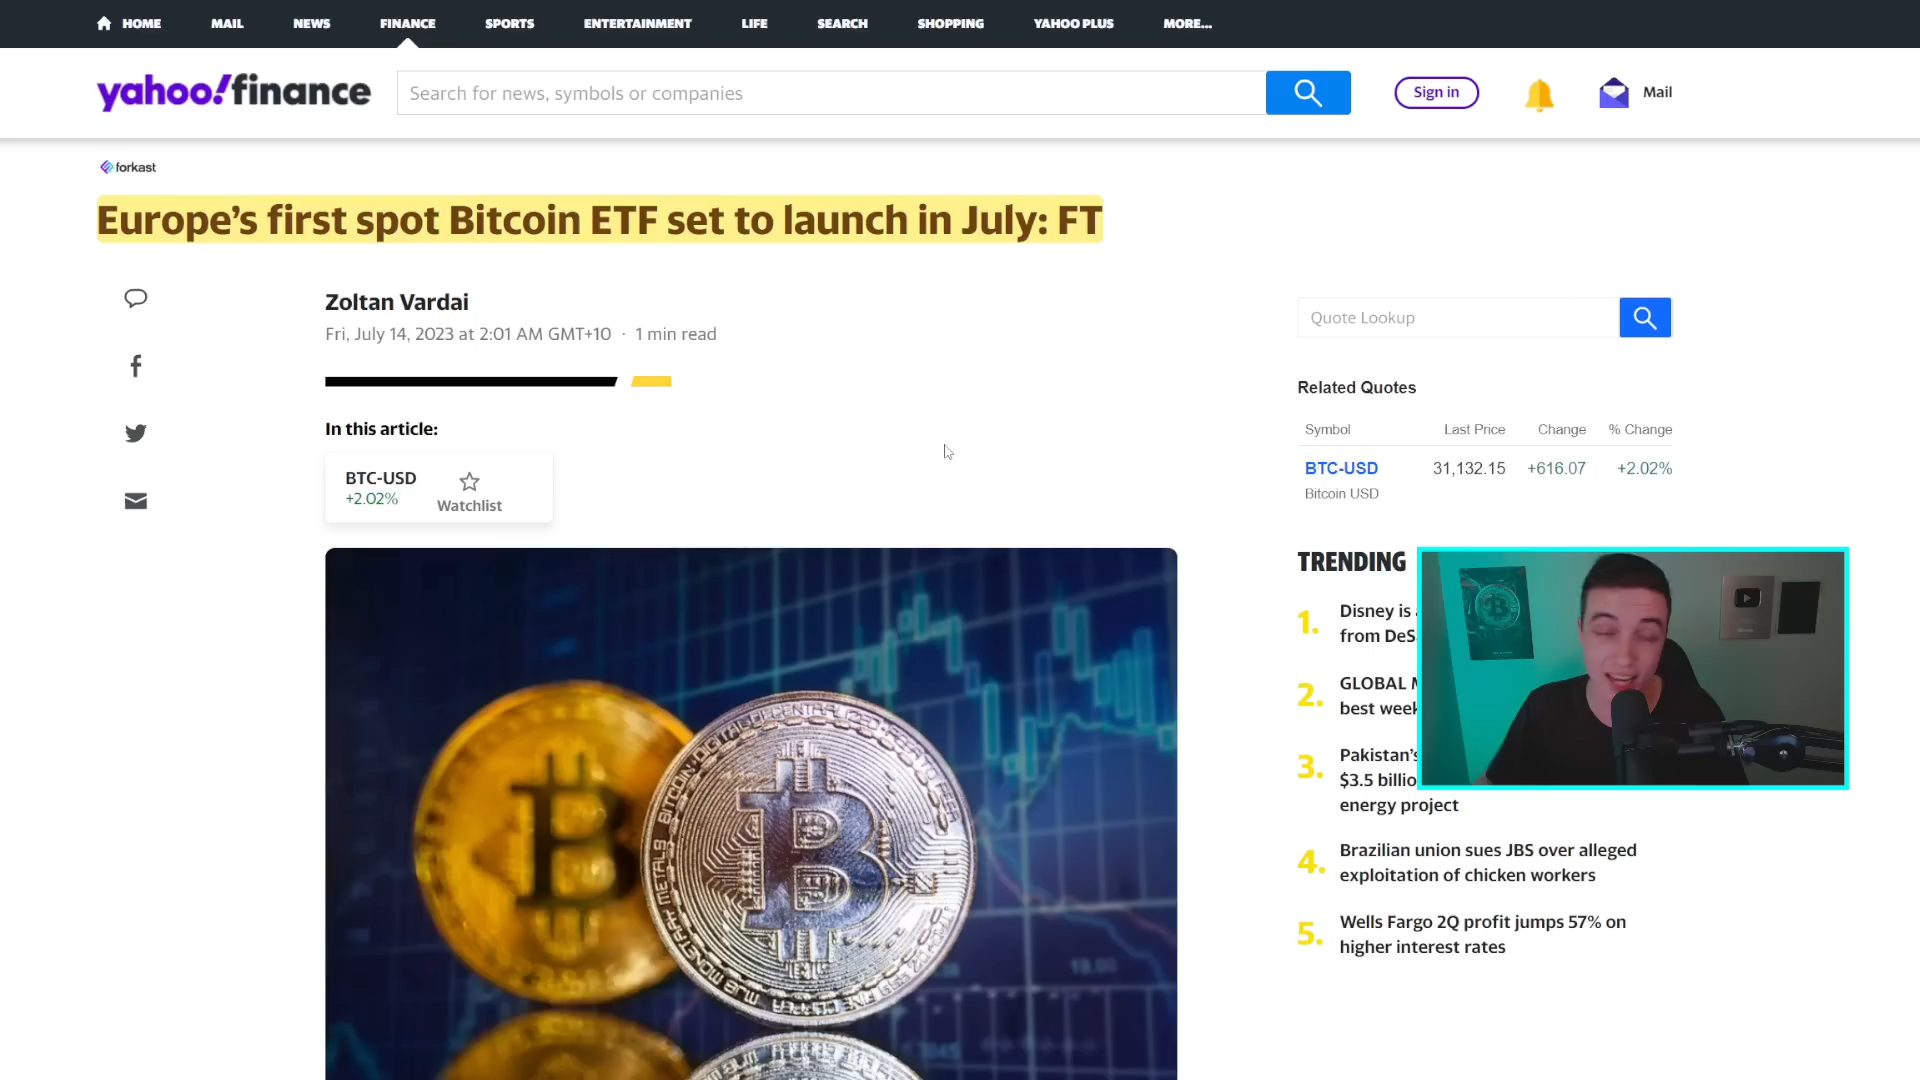 HOME
MAIL
NEWS
FINANCE
SPORTS
ENTERTAINMENT
LIFE
SEARCH
SHOPPING
YAHOO PLUS
MORE...
yahoo!finance
Search for news, symbols or companies
Sign in
Mail
forkast
Europe's first spot Bitcoin ETF set to launch in July: FT
Zoltan Vardai
Fri, July 14, 2023 at 2:01 AM GMT+10 · 1 min read
In this article:
BTC-USD
+2.02%
Watchlist
Quote Lookup
Related Quotes
Symbol Last Price Change % Change
BTC-USD 31,132.15 +616.07 +2.02%
Bitcoin USD
TRENDING
1. Disney is
from DeS
2. GLOBAL
best week
3. Pakistan's
$3.5 billio
energy project
4. Brazilian union sues JBS over alleged
exploitation of chicken workers
5. Wells Fargo 2Q profit jumps 57% on
higher interest rates